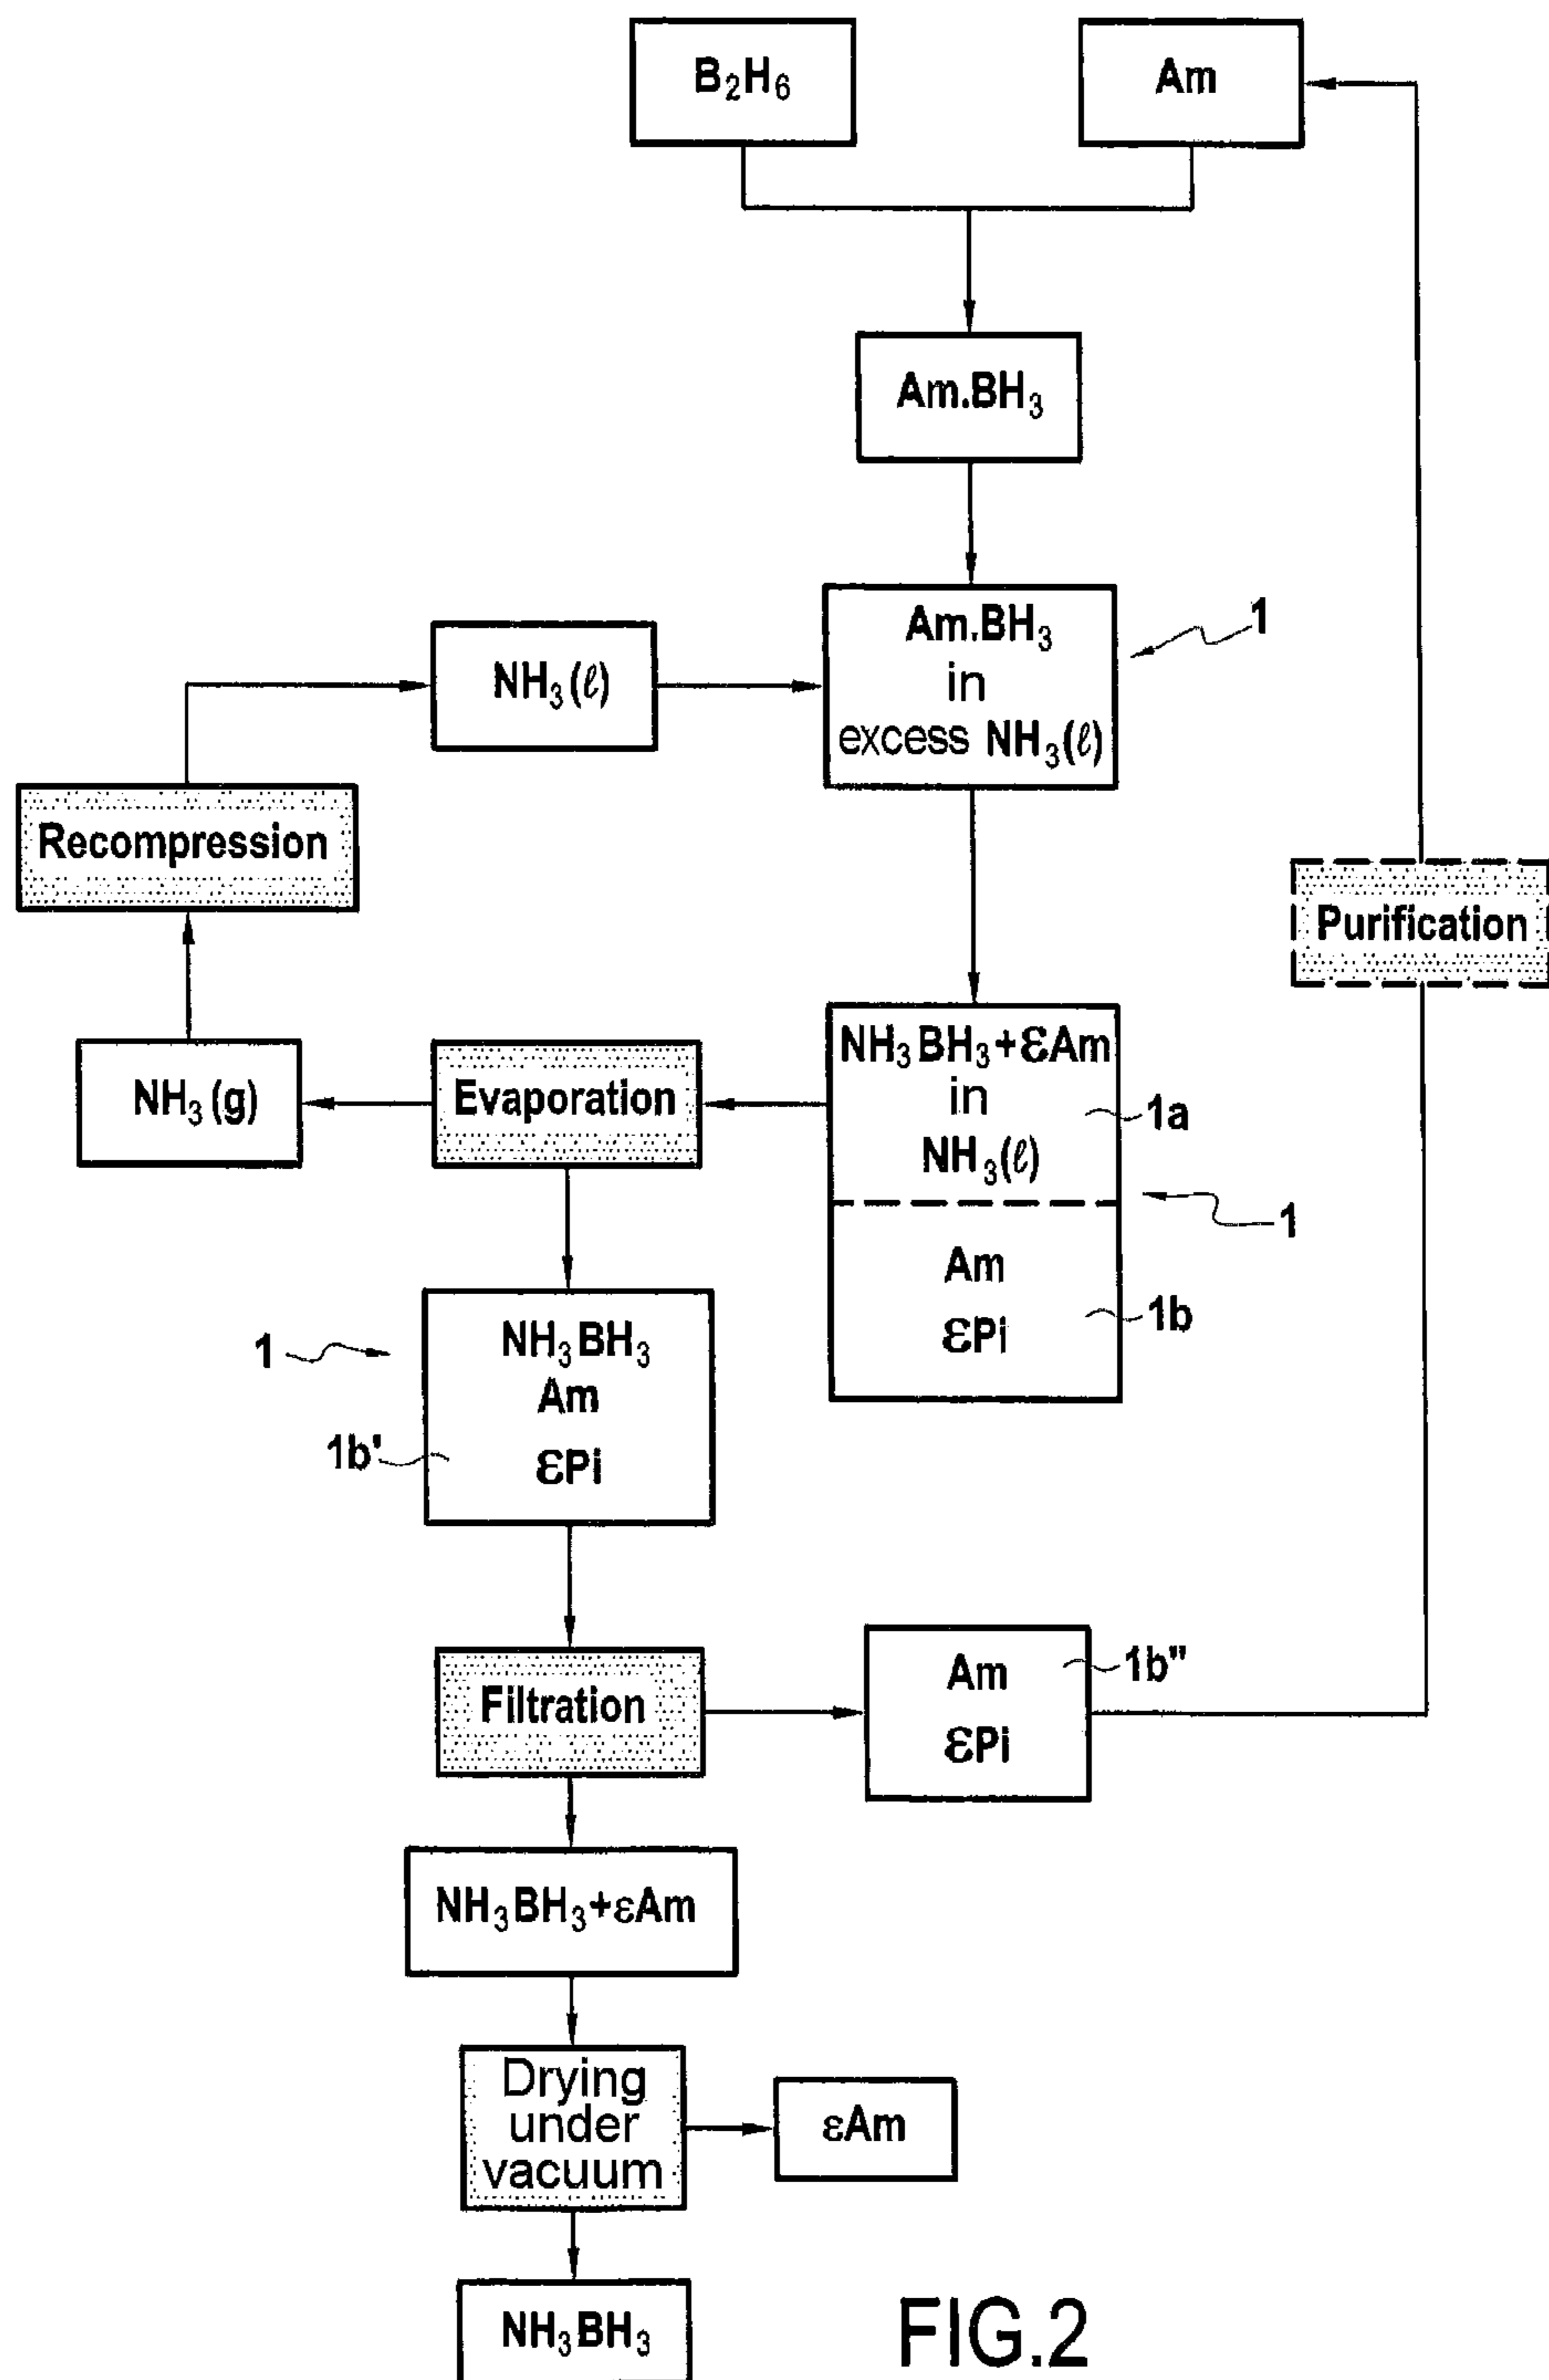 B₂H₆
Am
Am.BH₃
Am.BH₃
in
excess NH₃(ℓ)
1
NH₃(ℓ)
Recompression
Purification
NH₃BH₃+εAm
in
NH₃(ℓ)
1a
NH₃(g)
Evaporation
1
Am
εPi
1b
NH₃BH₃
Am
εPi
1
1b'
Filtration
Am
εPi
1b"
NH₃BH₃+εAm
Drying
under
vacuum
εAm
NH₃BH₃
FIG.2